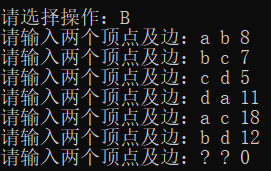 请选择操作：B
请输入两个顶点及边：a b 8
请输入两个顶点及边：b c 7
请输入两个顶点及边：c d 5
请输入两个顶点及边：d a 11
请输入两个顶点及边：a c 18
请输入两个顶点及边：b d 12
请输入两个顶点及边：? ? 0